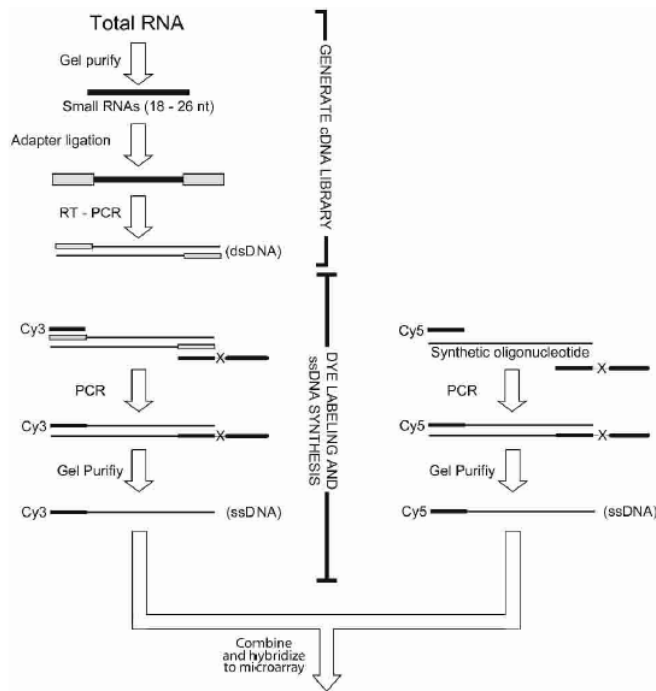 Total RNA
Gel purify
Small RNAs (18 - 26 nt)
Adapter ligation
RT - PCR
(dsDNA)
GENERATE cDNA LIBRARY
Cy3
X
PCR
Cy3
X
Gel Purifiy
Cy3
(ssDNA)
DYE LABELING AND
ssDNA SYNTHESIS
Cy5
Synthetic oligonucleotide
X
PCR
Cy5
X
Gel Purifiy
Cy5
(ssDNA)
Combine
and hybridize
to microarray